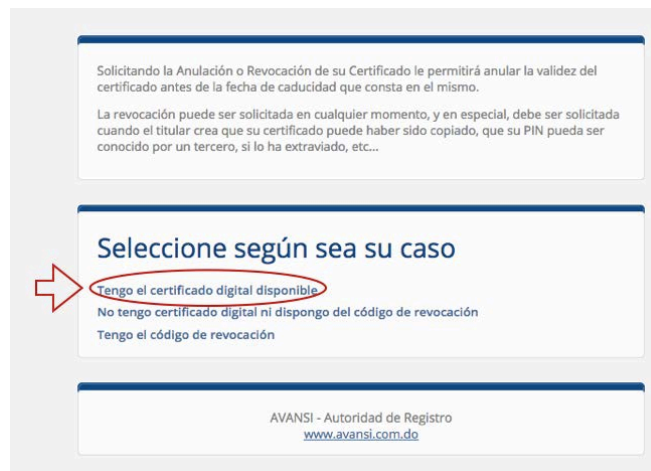 Solicitando la Anulación o Revocación de su Certificado le permitirá anular la validez del
certificado antes de la fecha de caducidad que consta en el mismo.
La revocación puede ser solicitada en cualquier momento, y en especial, debe ser solicitada
cuando el titular crea que su certificado puede haber sido copiado, que su PIN pueda ser
conocido por un tercero, si lo ha extraviado, etc...
Seleccione según sea su caso
Tengo el certificado digital disponible
No tengo certificado digital ni dispongo del código de revocación
Tengo el código de revocación
AVANSI - Autoridad de Registro
www.avansi.com.do